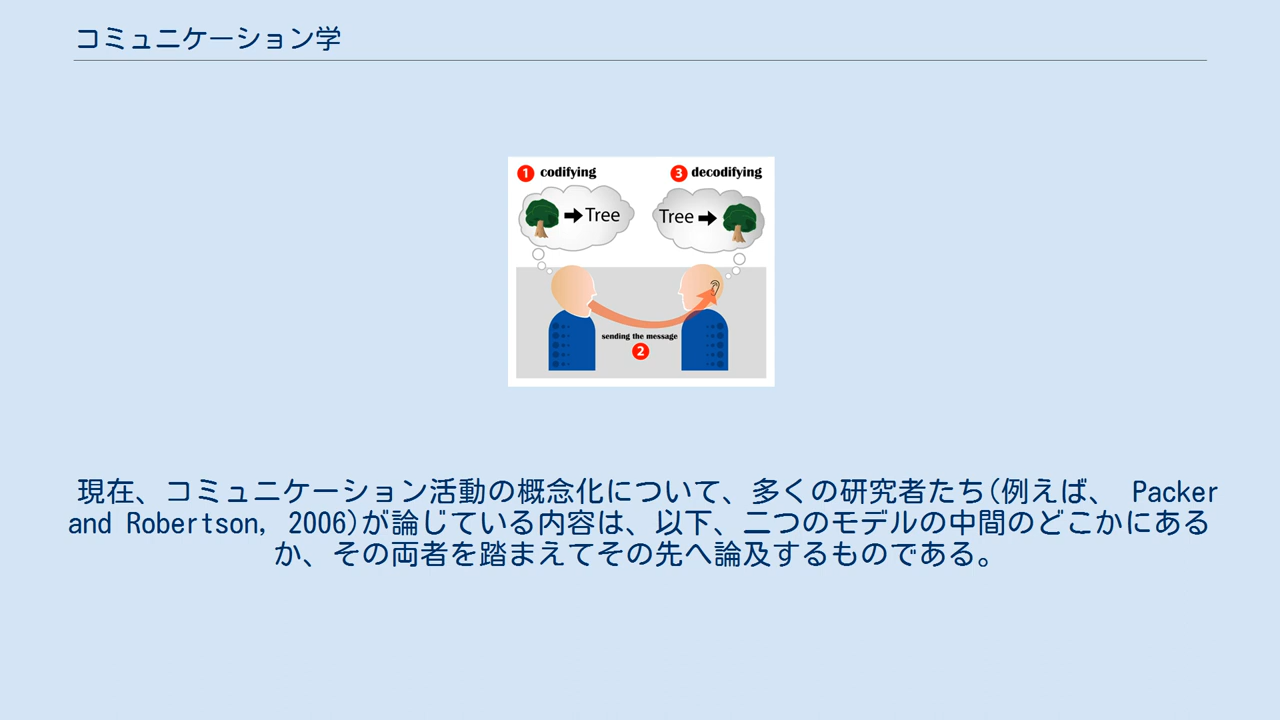 コミュニケーション学
1 codifying
3 decodifying
Tree
Tree
sending the message
2
現在、コミュニケーション活動の概念化について、多くの研究者たち(例えば、 Packer
and Robertson, 2006)が論じている内容は、以下、二つのモデルの中間のどこかにある
か、その両者を踏まえてその先へ論及するものである。